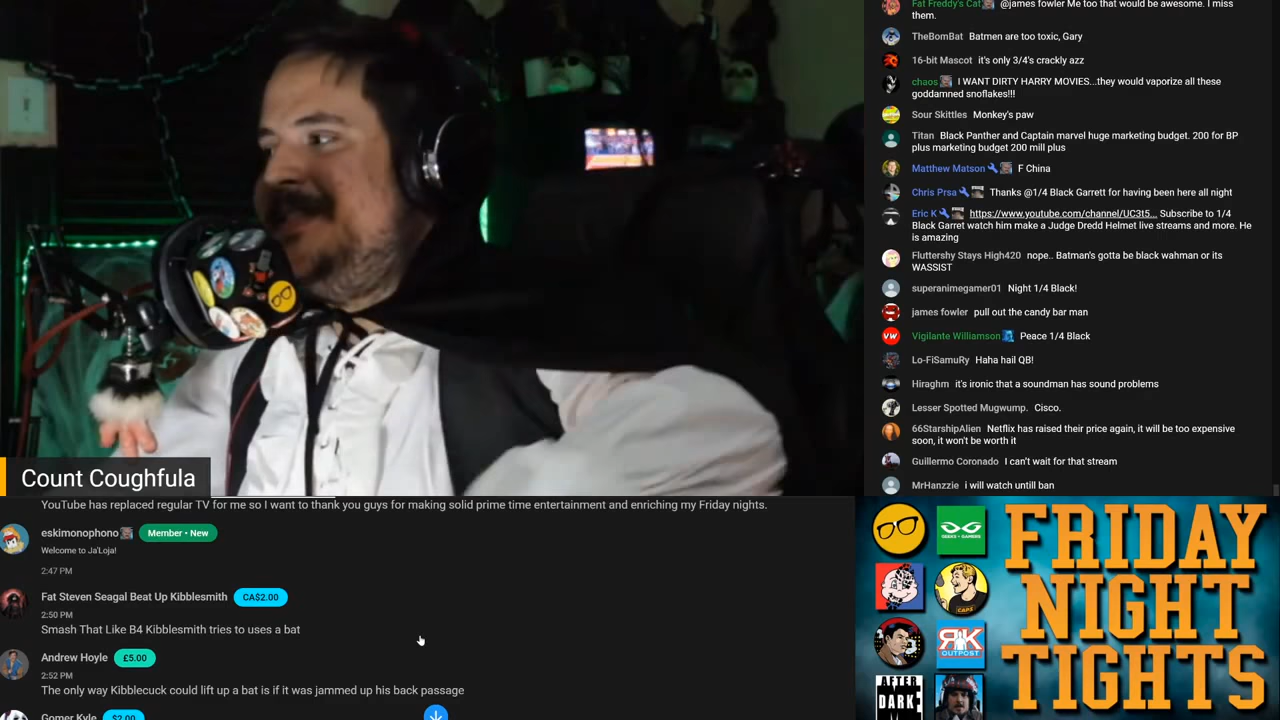 Fat Freddy's Cat @james fowler Me too that would be awesome. I miss
them.
TheBomBat Batmen are too toxic, Gary
16-bit Mascot it's only 3/4's crackly azz
chaos I WANT DIRTY HARRY MOVIES...they would vaporize all these
goddamned snoflakes!!!
Sour Skittles Monkey's paw
Titan Black Panther and Captain marvel huge marketing budget. 200 for BP
plus marketing budget 200 mill plus
Matthew Matson F China
Chris Prsa Thanks @1/4 Black Garrett for having been here all night
Eric K https://www.youtube.com/channel/UC3t5... Subscribe to 1/4
Black Garret watch him make a Judge Dredd Helmet live streams and more. He
is amazing
Fluttershy Stays High420 nope.. Batman's gotta be black wahman or its
WASSIST
superanimegamer01 Night 1/4 Black!
james fowler pull out the candy bar man
Vigilante Williamson Peace 1/4 Black
Lo-FiSamuRy Haha hail QB!
Hiraghm it's ironic that a soundman has sound problems
Lesser Spotted Mugwump. Cisco.
66StarshipAlien Netflix has raised their price again, it will be too expensive
soon, it won't be worth it
Guillermo Coronado I can't wait for that stream
MrHanzzie i will watch untill ban
Count Coughfula
YouTube has replaced regular TV for me so I want to thank you guys for making solid prime time entertainment and enriching my Friday nights.
eskimonophono Member • New
Welcome to Ja'Loja!
2:47 PM
Fat Steven Seagal Beat Up Kibblesmith CA$2.00
2:50 PM
Smash That Like B4 Kibblesmith tries to uses a bat
Andrew Hoyle £5.00
2:52 PM
The only way Kibblecuck could lift up a bat is if it was jammed up his back passage
Gomer Kyle $2.00
GEEKS + GAMERS
CAPS
RK
OUTPOST
AFTER
DARK
FRIDAY
NIGHT
TIGHTS
VW